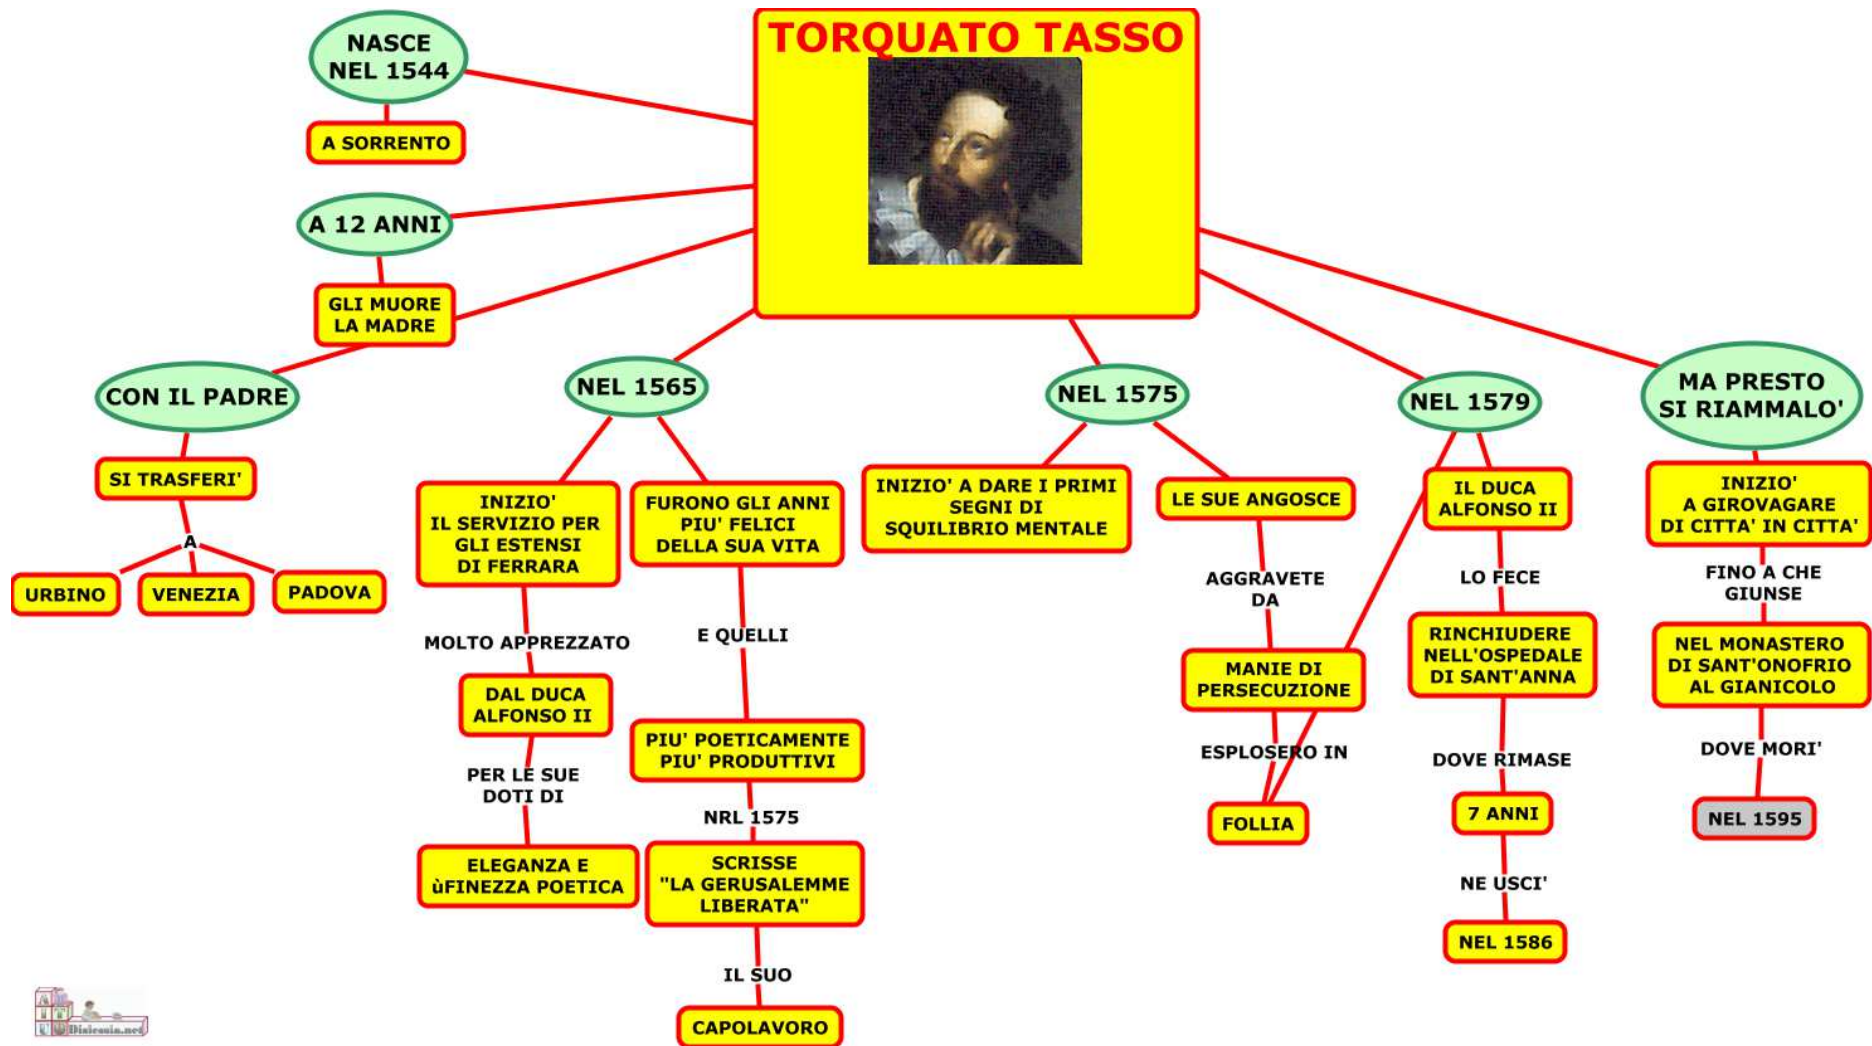 TORQUATO TASSO
NASCE
NEL 1544
A SORRENTO
A 12 ANNI
GLI MUORE
LA MADRE
CON IL PADRE
SI TRASFERI'
A
URBINO
VENEZIA
PADOVA
NEL 1565
INIZIO'
IL SERVIZIO PER
GLI ESTENSI
DI FERRARA
MOLTO APPREZZATO
DAL DUCA
ALFONSO II
PER LE SUE
DOTI DI
ELEGANZA E
ùFINEZZA POETICA
FURONO GLI ANNI
PIU' FELICI
DELLA SUA VITA
E QUELLI
PIU' POETICAMENTE
PIU' PRODUTTIVI
NRL 1575
SCRISSE
"LA GERUSALEMME
LIBERATA"
IL SUO
CAPOLAVORO
NEL 1575
INIZIO' A DARE I PRIMI
SEGNI DI
SQUILIBRIO MENTALE
LE SUE ANGOSCE
AGGRAVETE
DA
MANIE DI
PERSECUZIONE
ESPLOSERO IN
FOLLIA
NEL 1579
IL DUCA
ALFONSO II
LO FECE
RINCHIUDERE
NELL'OSPEDALE
DI SANT'ANNA
DOVE RIMASE
7 ANNI
NE USCI'
NEL 1586
MA PRESTO
SI RIAMMALO'
INIZIO'
A GIROVAGARE
DI CITTA' IN CITTA'
FINO A CHE
GIUNSE
NEL MONASTERO
DI SANT'ONOFRIO
AL GIANICOLO
DOVE MORI'
NEL 1595